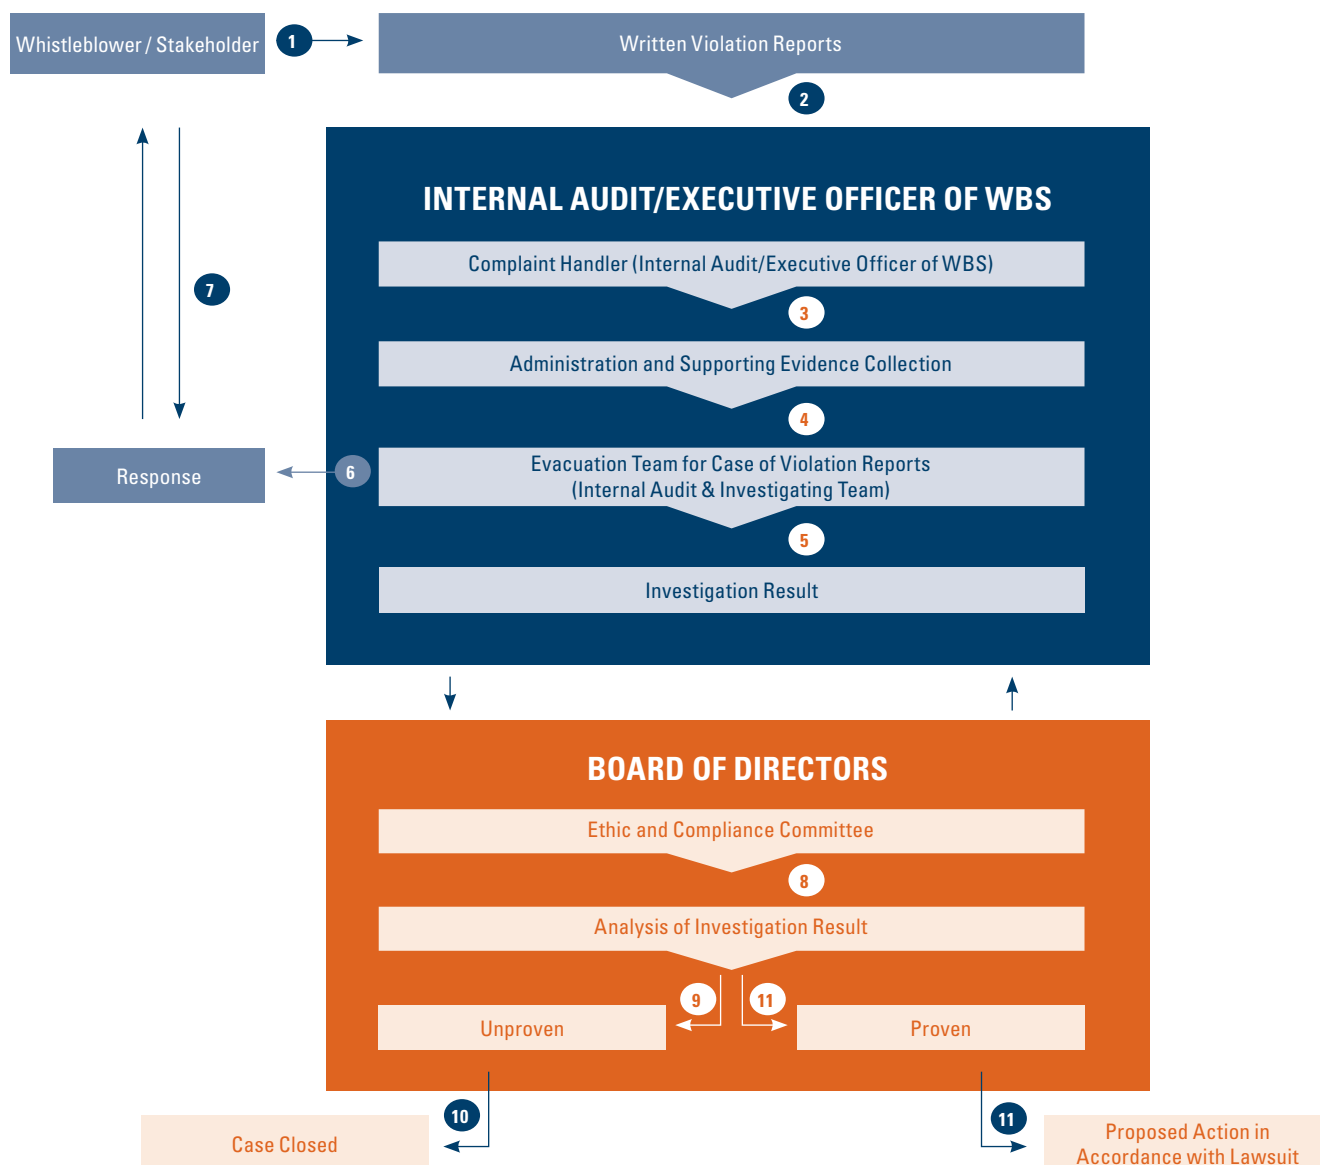 Whistleblower / Stakeholder
1
Written Violation Reports
2
INTERNAL AUDIT/EXECUTIVE OFFICER OF WBS
Complaint Handler (Internal Audit/Executive Officer of WBS)
3
Administration and Supporting Evidence Collection
4
7
Response
6
Evacuation Team for Case of Violation Reports
(Internal Audit & Investigating Team)
5
Investigation Result
BOARD OF DIRECTORS
Ethic and Compliance Committee
8
Analysis of Investigation Result
9
11
Unproven
Proven
10
11
Case Closed
Proposed Action in
Accordance with Lawsuit